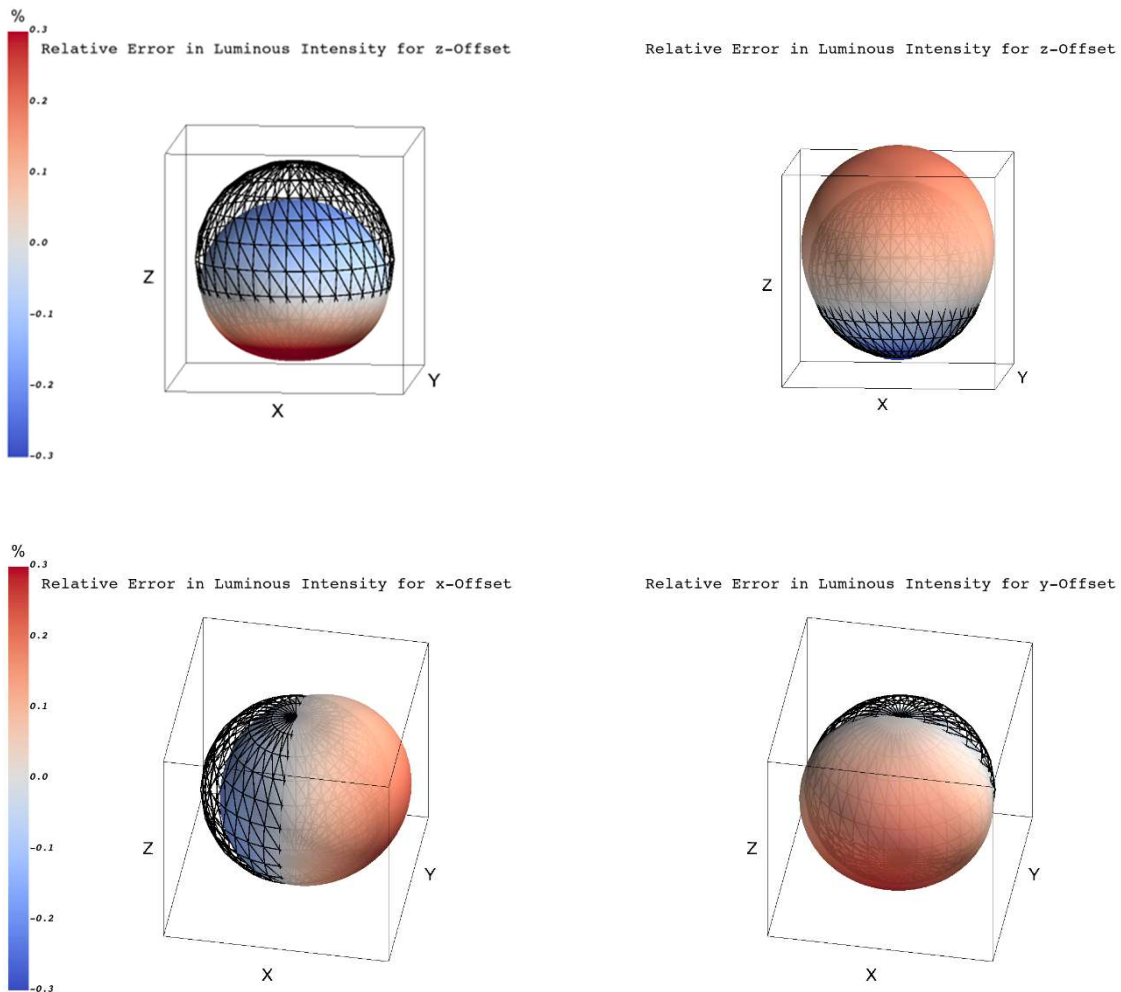 %
0.3
Relative Error in Luminous Intensity for z-Offset
0.2
0.1
0.0
-0.1
-0.2
-0.3
Z
Y
X
Relative Error in Luminous Intensity for z-Offset
Z
Y
X
%
0.3
Relative Error in Luminous Intensity for x-Offset
0.2
0.1
0.0
-0.1
-0.2
-0.3
Z
Y
X
Relative Error in Luminous Intensity for y-Offset
Z
Y
X